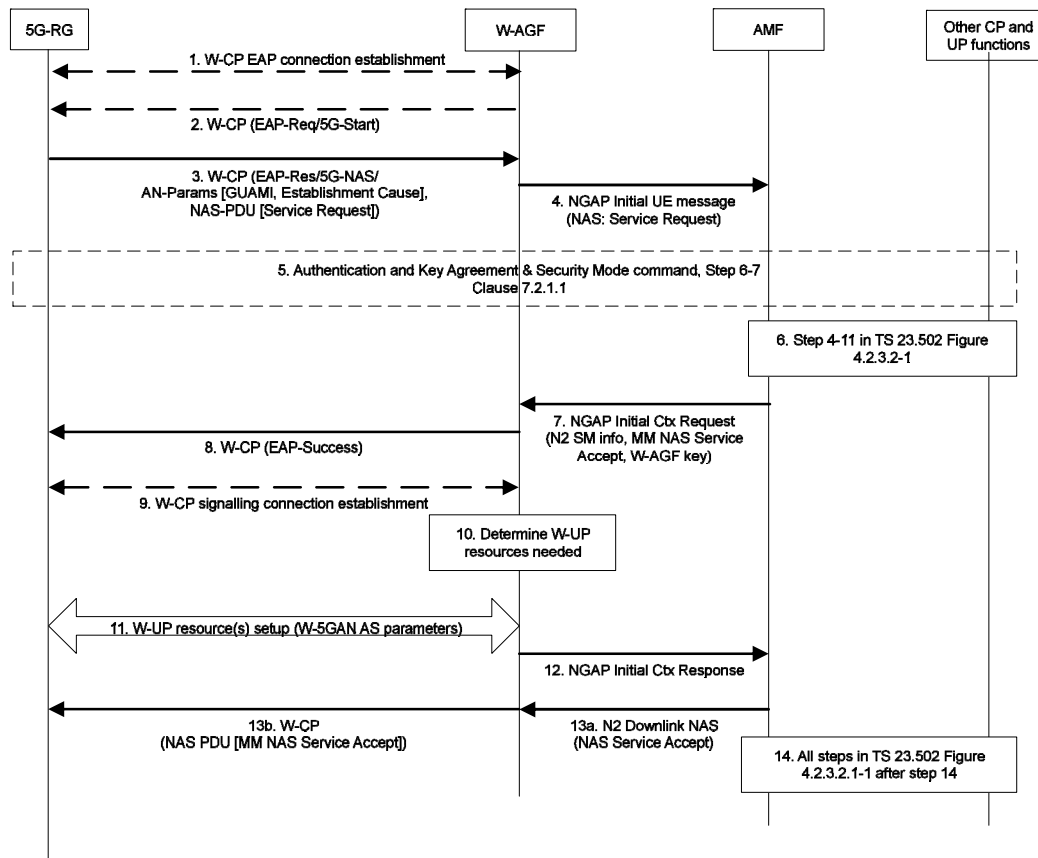 5G-RG
W-AGF
AMF
Other CP and
UP functions
1. W-CP EAP connection establishment
2. W-CP (EAP-Req/5G-Start)
3. W-CP (EAP-Res/5G-NAS/
AN-Params [GUAMI, Establishment Cause],
NAS-PDU [Service Request])
4. NGAP Initial UE message
(NAS: Service Request)
5. Authentication and Key Agreement & Security Mode command, Step 6-7
Clause 7.2.1.1
6. Step 4-11 in TS 23.502 Figure
4.2.3.2-1
7. NGAP Initial Ctx Request
(N2 SM info, MM NAS Service
Accept, W-AGF key)
8. W-CP (EAP-Success)
9. W-CP signalling connection establishment
10. Determine W-UP
resources needed
11. W-UP resource(s) setup (W-5GAN AS parameters)
12. NGAP Initial Ctx Response
13b. W-CP
(NAS PDU [MM NAS Service Accept])
13a. N2 Downlink NAS
(NAS Service Accept)
14. All steps in TS 23.502 Figure
4.2.3.2.1-1 after step 14